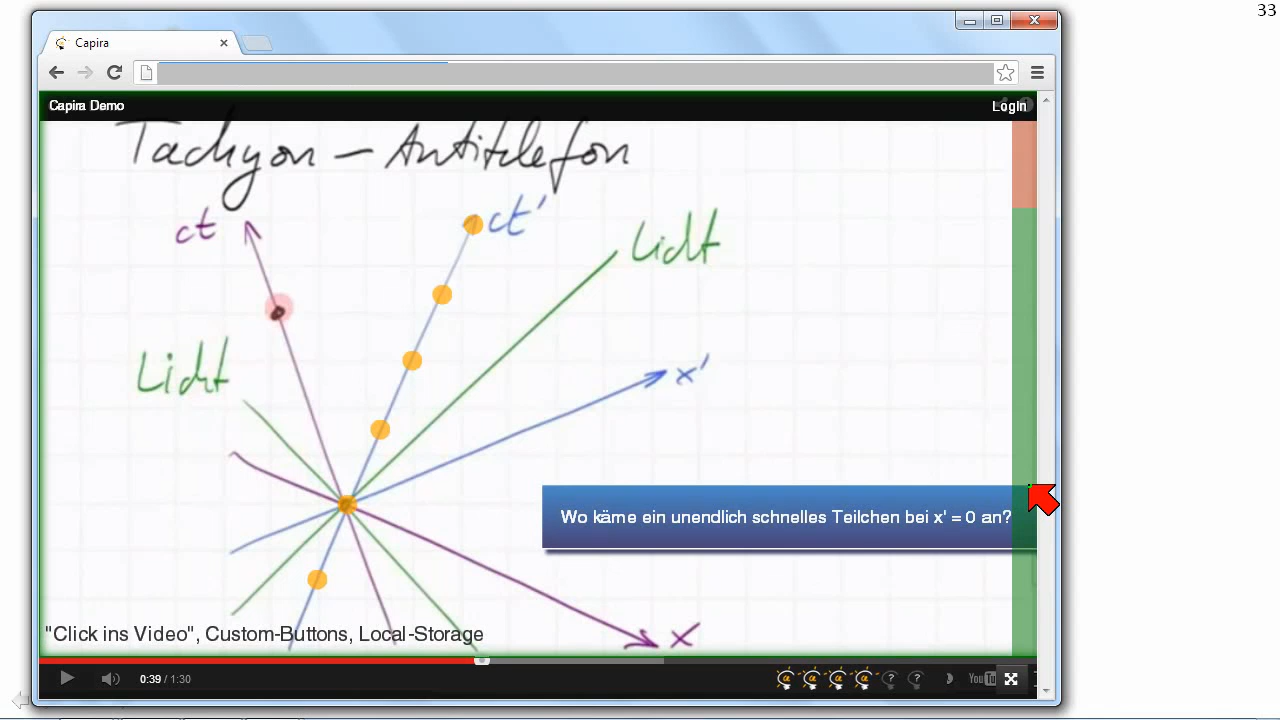 33
Capira
Capira Demo
Login
Tachyon – Antitelefon
ct
ct'
Licht
Licht
x'
Wo käme ein unendlich schnelles Teilchen bei x' = 0 an?
"Click ins Video", Custom-Buttons, Local-Storage
x
0:39 / 1:30